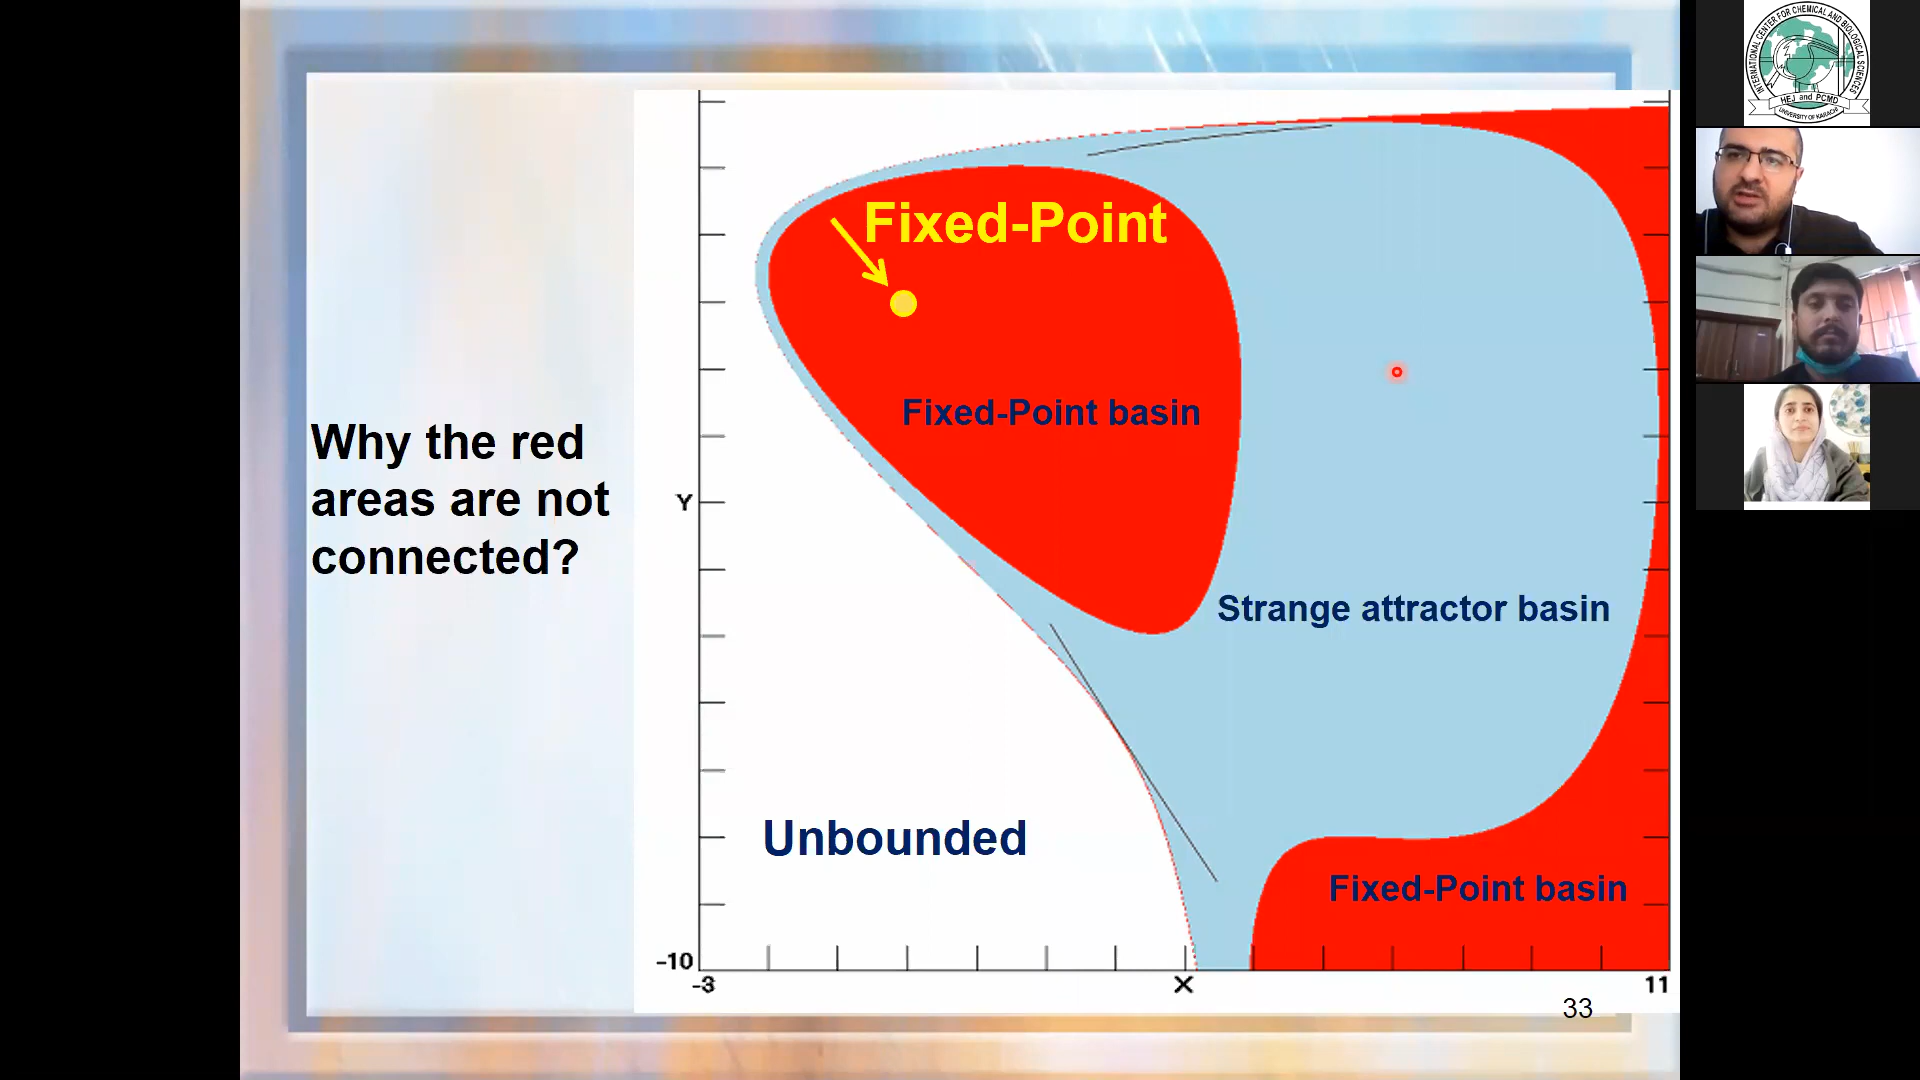 Why the red
areas are not
connected?
Fixed-Point
Fixed-Point basin
Strange attractor basin
Unbounded
Fixed-Point basin
Y
-10
-3
X
11
33
INTERNATIONAL CENTER FOR CHEMICAL AND BIOLOGICAL SCIENCES
HEJ and PCMD
UNIVERSITY OF KARACHI